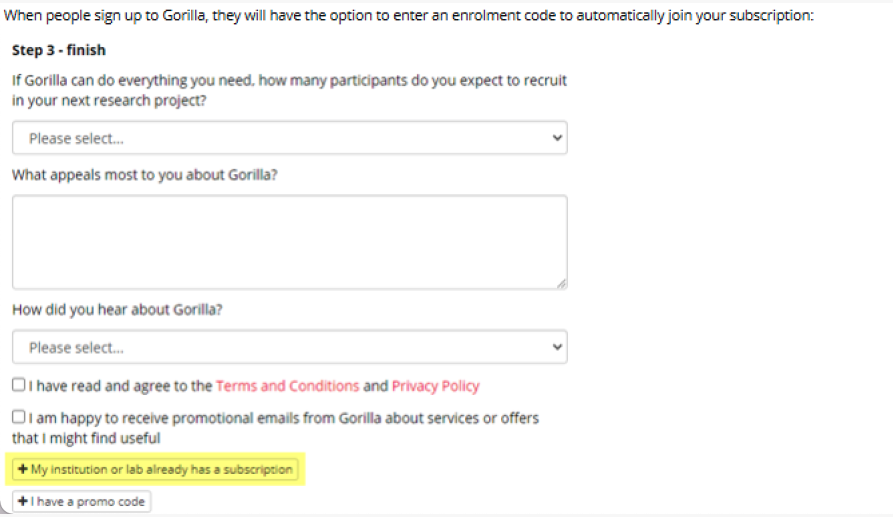 When people sign up to Gorilla, they will have the option to enter an enrolment code to automatically join your subscription:
Step 3 - finish
If Gorilla can do everything you need, how many participants do you expect to recruit
in your next research project?
Please select...
What appeals most to you about Gorilla?
How did you hear about Gorilla?
Please select...
I have read and agree to the Terms and Conditions and Privacy Policy
I am happy to receive promotional emails from Gorilla about services or offers
that I might find useful
+ My institution or lab already has a subscription
+ I have a promo code